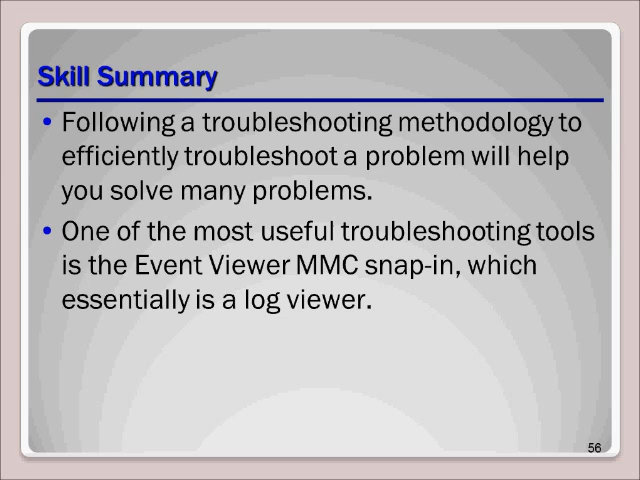 Skill Summary
• Following a troubleshooting methodology to
efficiently troubleshoot a problem will help
you solve many problems.
• One of the most useful troubleshooting tools
is the Event Viewer MMC snap-in, which
essentially is a log viewer.
56